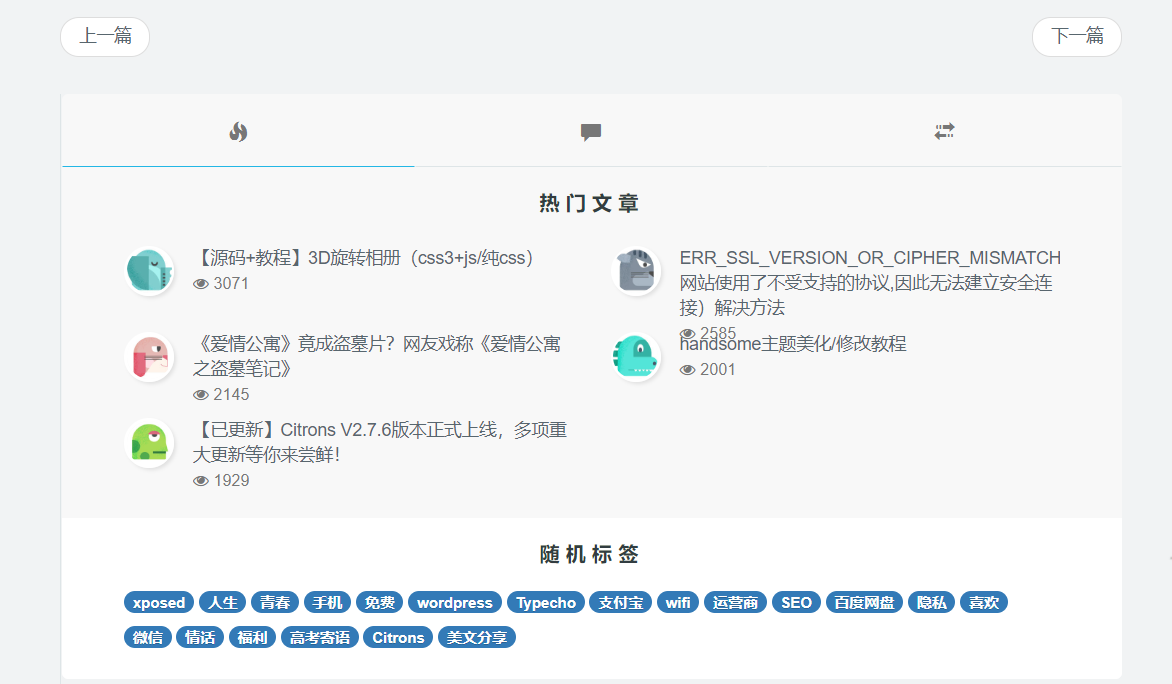 上一篇
下一篇
热门文章
【源码+教程】3D旋转相册（css3+js/纯css）
3071
ERR_SSL_VERSION_OR_CIPHER_MISMATCH
网站使用了不受支持的协议,因此无法建立安全连
接）解决方法
2585
《爱情公寓》竟成盗墓片？网友戏称《爱情公寓
之盗墓笔记》
2145
handsome主题美化/修改教程
2001
【已更新】Citrons V2.7.6版本正式上线，多项重
大更新等你来尝鲜！
1929
随机标签
xposed 人生 青春 手机 免费 wordpress Typecho 支付宝 wifi 运营商 SEO 百度网盘 隐私 喜欢
微信 情话 福利 高考寄语 Citrons 美文分享